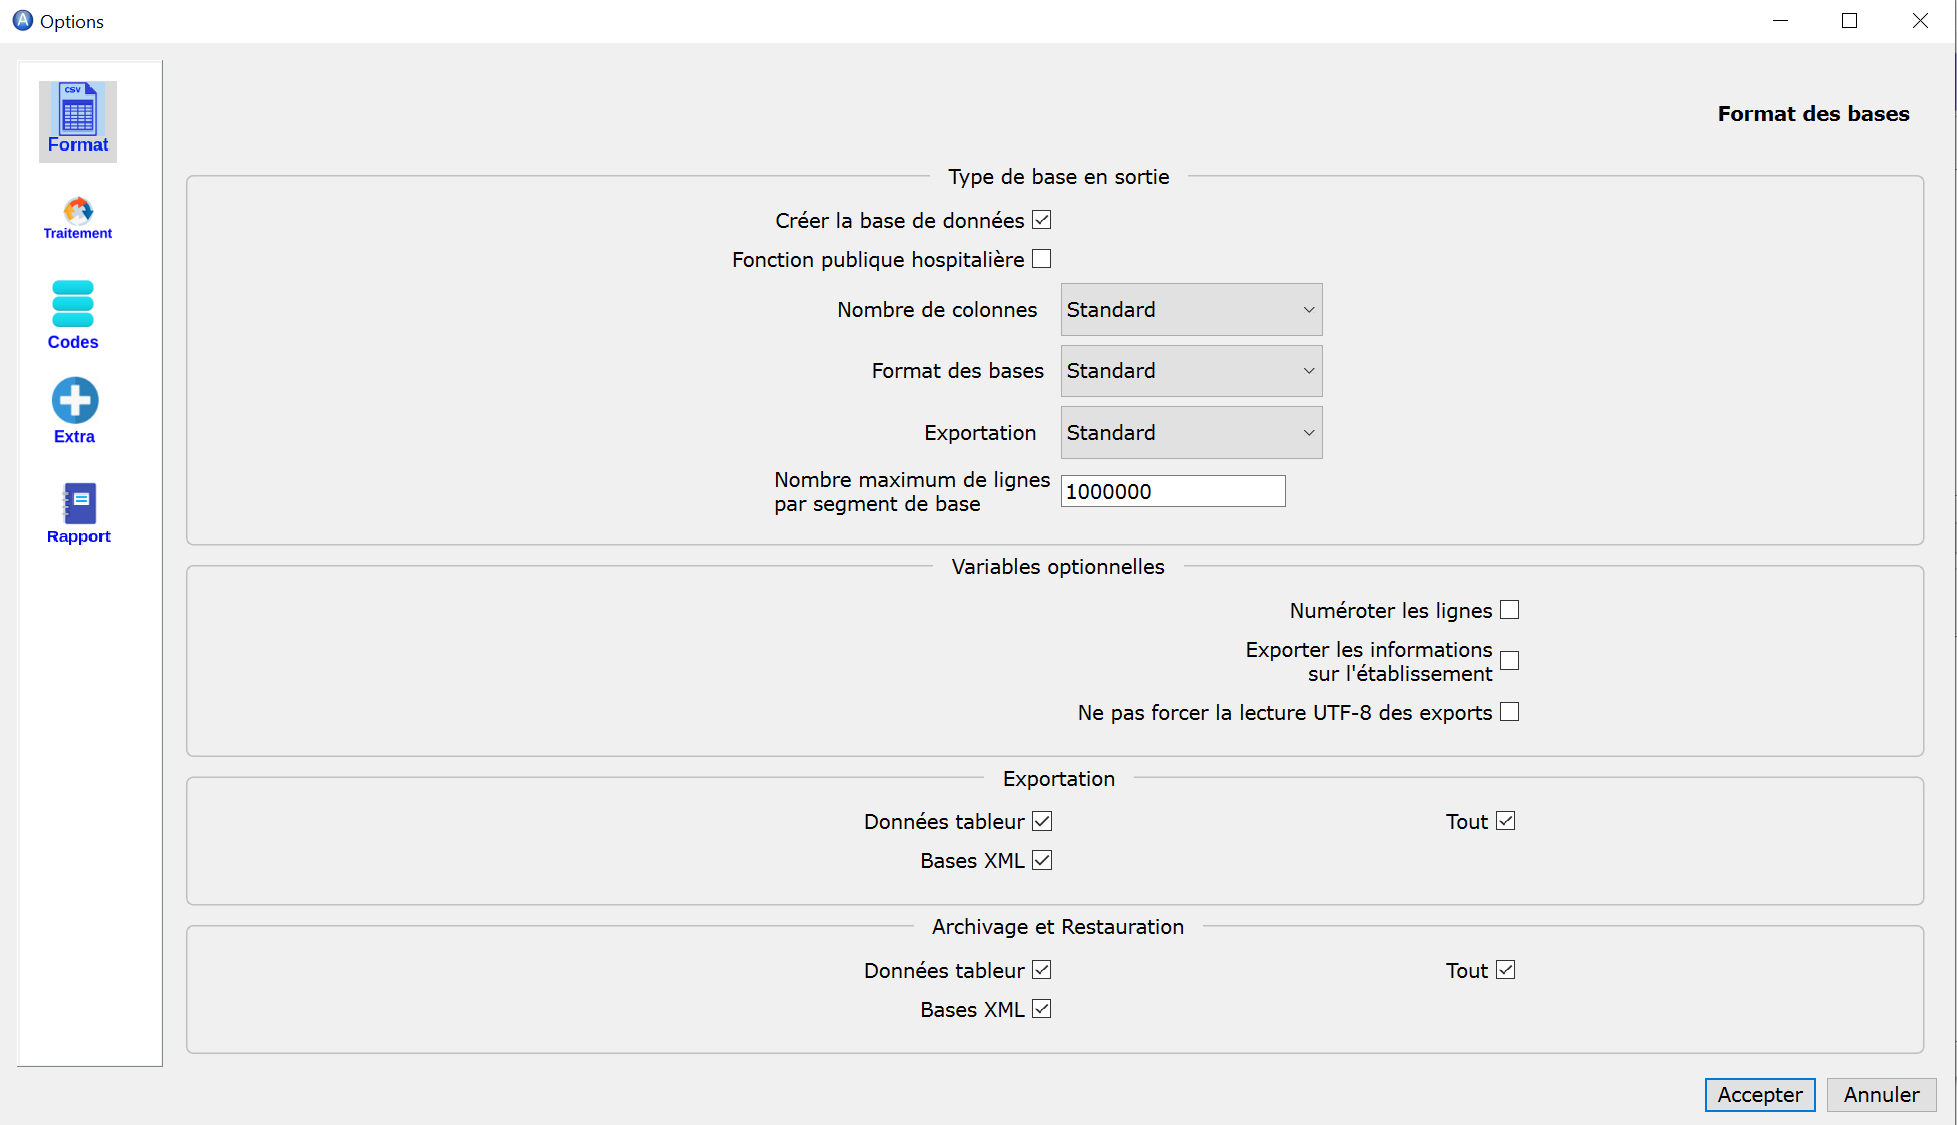 Options
CSV
Format
Traitement
Codes
Extra
Rapport
Format des bases
Type de base en sortie
Créer la base de données
Fonction publique hospitalière
Nombre de colonnes Standard
Format des bases Standard
Exportation Standard
Nombre maximum de lignes
par segment de base 1000000
Variables optionnelles
Numéroter les lignes
Exporter les informations
sur l'établissement
Ne pas forcer la lecture UTF-8 des exports
Exportation
Données tableur Tout
Bases XML
Archivage et Restauration
Données tableur Tout
Bases XML
Accepter Annuler